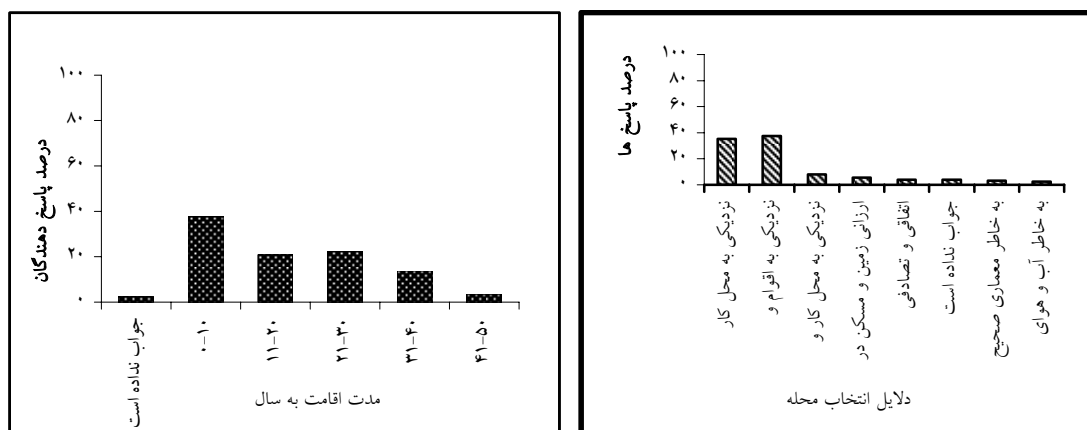 درصد پاسخ ها
۱۰۰
۸۰
۶۰
۴۰
۲۰
۰
نزدیکی به محل کار
نزدیکی به اقوام و
نزدیکی به محل کار و
ارزانی زمین و مسکن در
اتفاقی و تصادفی
جواب نداده است
به خاطر معماری صحیح
به خاطر آب و هوای
دلایل انتخاب محله
درصد پاسخ دهندگان
۱۰۰
۸۰
۶۰
۴۰
۲۰
۰
جواب نداده است
۰-۱۰
۱۱-۲۰
۲۱-۳۰
۳۱-۴۰
۴۱-۵۰
مدت اقامت به سال